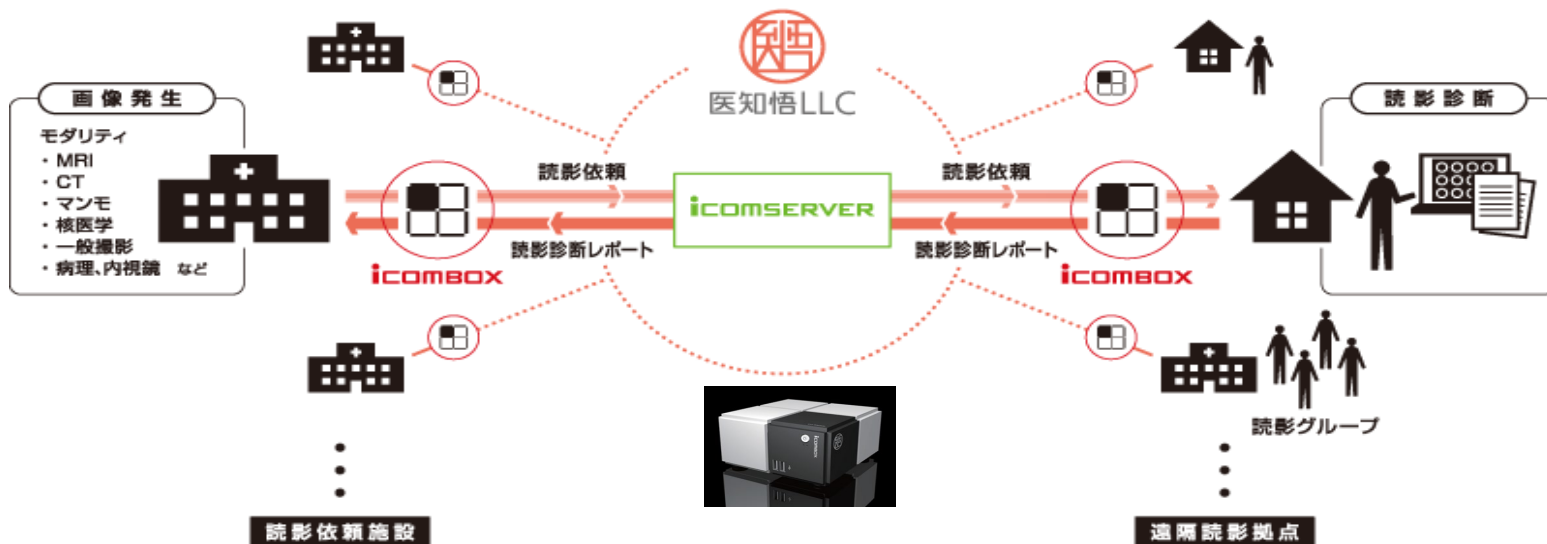 医知悟
医知悟LLC
画像発生
モダリティ
・MRI
・CT
・マンモ
・核医学
・一般撮影
・病理、内視鏡 など
読影依頼
読影診断レポート
icombox
icomserver
読影依頼
読影診断レポート
icombox
読影診断
読影グループ
icombox
読影依頼施設
遠隔読影拠点